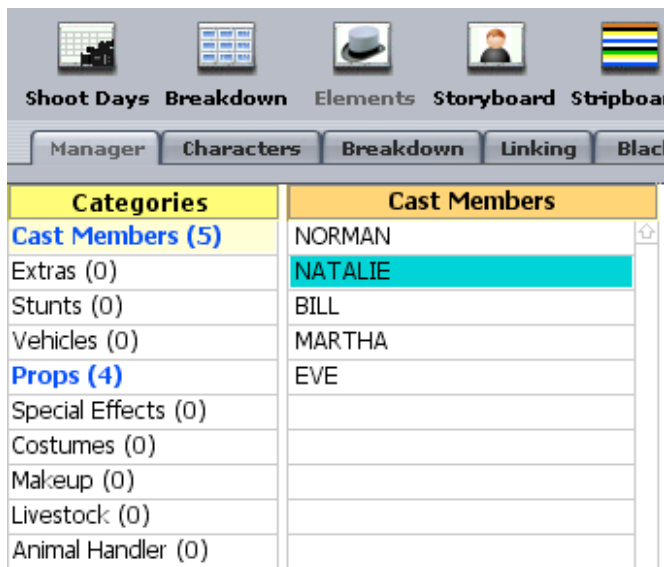 Shoot Days Breakdown Elements Storyboard
Manager Characters Breakdown Linking
Categories
Cast Members
Cast Members (5)
NORMAN
Extras (0)
NATALIE
Stunts (0)
BILL
Vehicles (0)
MARTHA
Props (4)
EVE
Special Effects (0)
Costumes (0)
Makeup (0)
Livestock (0)
Animal Handler (0)